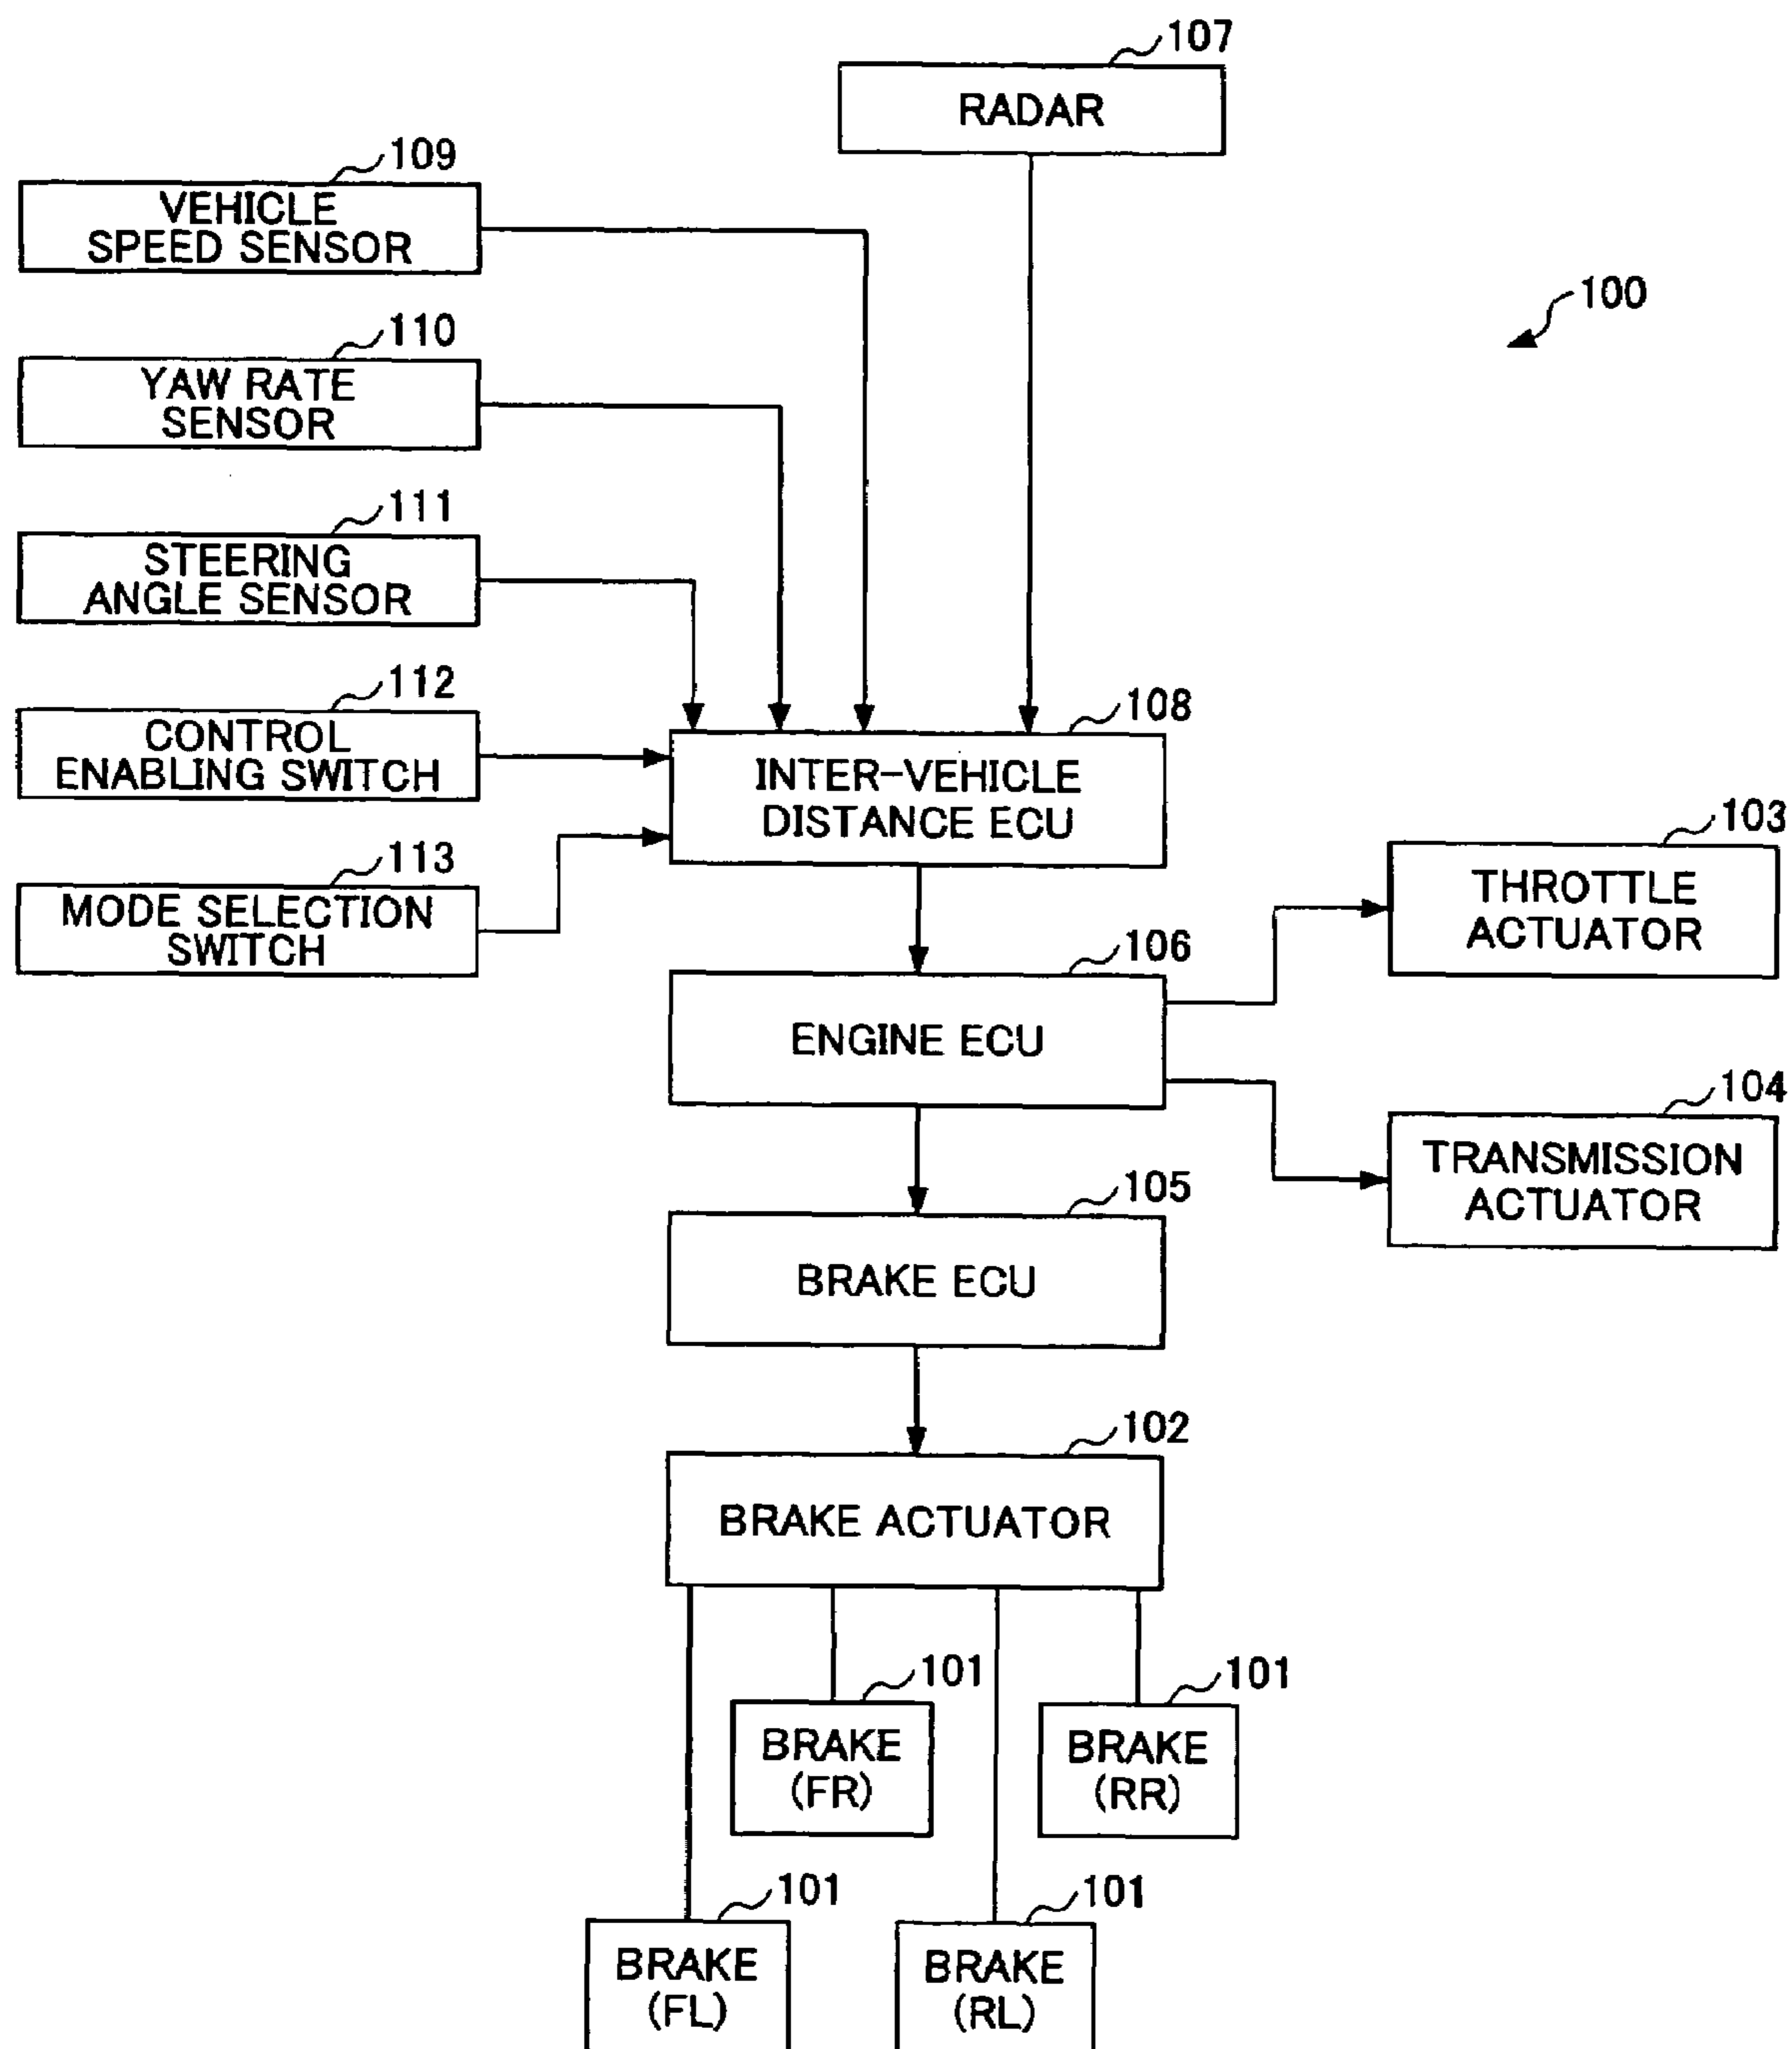 107
RADAR
109
VEHICLE
SPEED SENSOR
100
110
YAW RATE
SENSOR
111
STEERING
ANGLE SENSOR
112
CONTROL
ENABLING SWITCH
108
INTER-VEHICLE
DISTANCE ECU
113
MODE SELECTION
SWITCH
103
THROTTLE
ACTUATOR
106
ENGINE ECU
104
TRANSMISSION
ACTUATOR
105
BRAKE ECU
102
BRAKE ACTUATOR
101
BRAKE
(FR)
101
BRAKE
(RR)
101
BRAKE
(FL)
101
BRAKE
(RL)